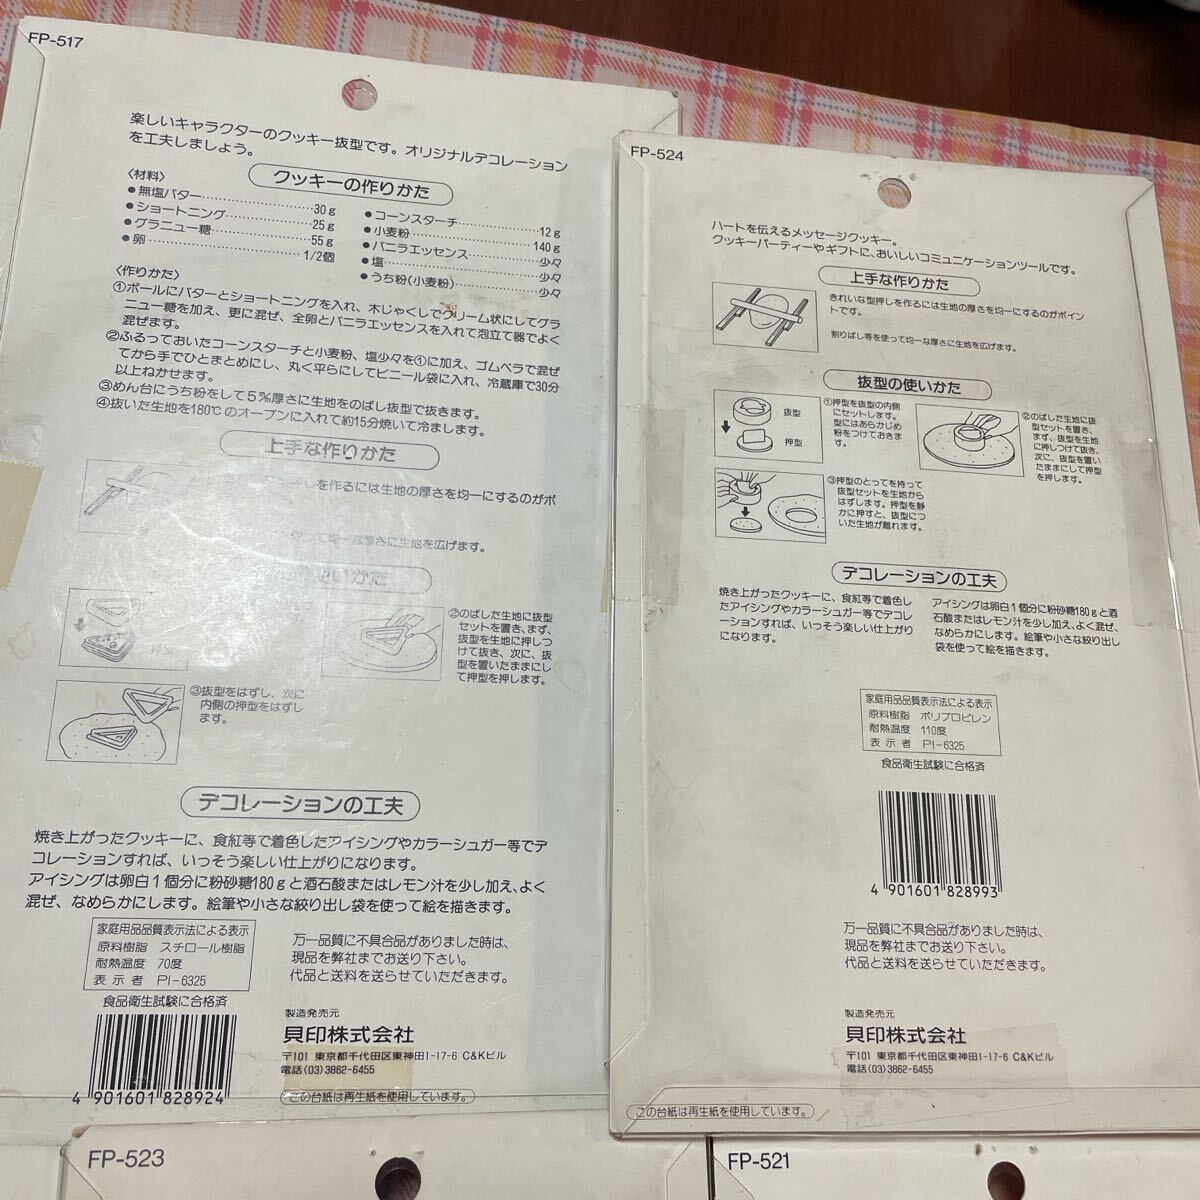 FP-517
楽しいキャラクターのクッキー抜型です。オリジナルデコレーション
を工夫しましょう。
クッキーの作りかた
〈材料〉
●無塩バター……………30g
●ショートニング……………25g
●グラニュー糖……………55g
●卵……………1/2個
●コーンスターチ……………12g
●小麦粉……………140g
●バニラエッセンス……………少々
●塩……………少々
●うち粉(小麦粉)……………少々
〈作りかた〉
①ボールにバターとショートニングを入れ、木じゃくしでクリーム状にしてグラ
ニュー糖を加え、更に混ぜ、全卵とバニラエッセンスを入れて泡立て器でよく
混ぜます。
②ふるっておいたコーンスターチと小麦粉、塩少々を①に加え、ゴムベラで混ぜ
てから手でひとまとめにし、丸く平らにしてビニール袋に入れ、冷蔵庫で30分
以上ねかせます。
③めん台にうち粉をして5㎜厚さに生地をのばし抜型で抜きます。
④抜いた生地を180℃のオーブンに入れて約15分焼いて冷まします。
上手な作りかた
押しを作るには生地の厚さを均一にするのがポ
使って均一な厚さに生地を広げます。
使いかた
押型
②のばした生地に抜型
セットを置き、まず、
抜型を生地に押しつ
けて抜き、次に、抜
型を置いたままにし
て押型を押します。
③抜型をはずし、次に
内側の押型をはずし
ます。
デコレーションの工夫
焼き上がったクッキーに、食紅等で着色したアイシングやカラーシュガー等でデ
コレーションすれば、いっそう楽しい仕上がりになります。
アイシングは卵白1個分に粉砂糖180gと酒石酸またはレモン汁を少し加え、よく
混ぜ、なめらかにします。絵筆や小さな絞り出し袋を使って絵を描きます。
家庭用品品質表示法による表示
原料樹脂 スチロール樹脂
耐熱温度 70度
表示者 PI-6325
食品衛生試験に合格済
4 901601 828924
万一品質に不具合品がありました時は、
現品を弊社までお送り下さい。
代品と送料を送らせていただきます。
製造発売元
貝印株式会社
〒101 東京都千代田区東神田1-17-6 C&Kビル
電話(03)3862-6455
この台紙は再生紙を使用しています。
FP-524
ハートを伝えるメッセージクッキー。
クッキーパーティーやギフトに、おいしいコミュニケーションツールです。
上手な作りかた
きれいな型押しを作るには生地の厚さを均一にするのがポイン
トです。
割りばし等を使って均一な厚さに生地を広げます。
抜型の使いかた
抜型
押型
①押型を抜型の内側
にセットします。
型にはあらかじめ
粉をつけておきま
す。
②のばした生地に抜
型セットを置き、
まず、抜型を生地
に押しつけて抜き、
次に、抜型を置い
たままにして押型
を押します。
③押型のとってを持って
抜型セットを生地から
はずします。押型を静
かに押すと、抜型につ
いた生地が離れます。
デコレーションの工夫
焼き上がったクッキーに、食紅等で着色し
たアイシングやカラーシュガー等でデコレ
ーションすれば、いっそう楽しい仕上がり
になります。
アイシングは卵白1個分に粉砂糖180gと酒
石酸またはレモン汁を少し加え、よく混ぜ、
なめらかにします。絵筆や小さな絞り出し
袋を使って絵を描きます。
家庭用品品質表示法による表示
原料樹脂 ポリプロピレン
耐熱温度 110度
表示者 PI-6325
食品衛生試験に合格済
4 901601 828993
万一品質に不具合品がありました時は、
現品を弊社までお送り下さい。
代品と送料を送らせていただきます。
製造発売元
貝印株式会社
〒101 東京都千代田区東神田1-17-6 C&Kビル
電話(03)3862-6455
この台紙は再生紙を使用しています。
FP-523
FP-521